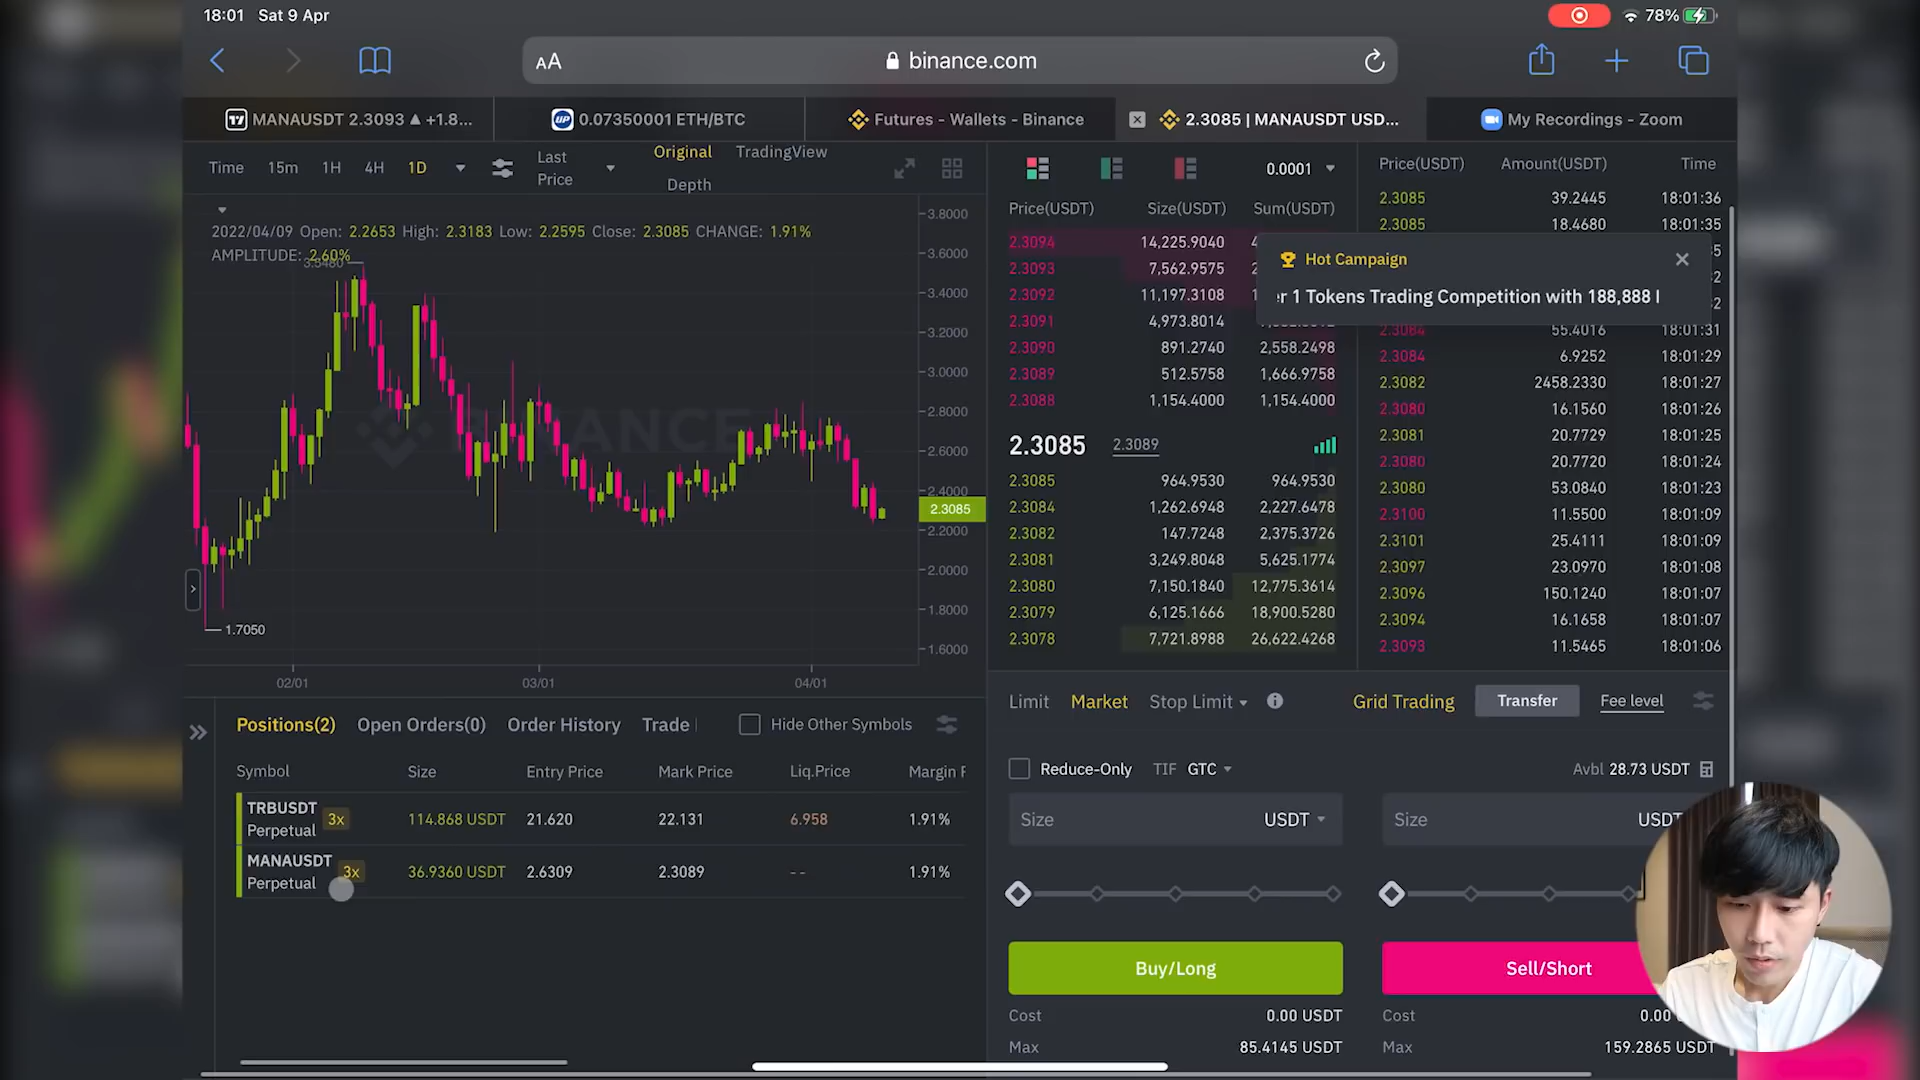 18:01 Sat 9 Apr
78%
AA
binance.com
MANAUSDT 2.3093 ▲ +1.8...
0.07350001 ETH/BTC
Futures - Wallets - Binance
2.3085 | MANAUSDT USD...
My Recordings - Zoom
Time 15m 1H 4H 1D
Last Price
Original TradingView
Depth
2022/04/09 Open: 2.2653 High: 2.3183 Low: 2.2595 Close: 2.3085 CHANGE: 1.91%
AMPLITUDE: 2.60%
3.5480
BINANCE
1.7050
3.8000
3.6000
3.4000
3.2000
3.0000
2.8000
2.6000
2.4000
2.3085
2.2000
2.0000
1.8000
1.6000
02/01 03/01 04/01
0.0001
Price(USDT) Size(USDT) Sum(USDT)
2.3094 14,225.9040
2.3093 7,562.9575
2.3092 11,197.3108
2.3091 4,973.8014
2.3090 891.2740 2,558.2498
2.3089 512.5758 1,666.9758
2.3088 1,154.4000 1,154.4000
2.3085 2.3089
2.3085 964.9530 964.9530
2.3084 1,262.6948 2,227.6478
2.3082 147.7248 2,375.3726
2.3081 3,249.8048 5,625.1774
2.3080 7,150.1840 12,775.3614
2.3079 6,125.1666 18,900.5280
2.3078 7,721.8988 26,622.4268
Price(USDT) Amount(USDT) Time
2.3085 39.2445 18:01:36
2.3085 18.4680 18:01:35
Hot Campaign
er 1 Tokens Trading Competition with 188,888
2.3084 55.4016 18:01:31
2.3084 6.9252 18:01:29
2.3082 2458.2330 18:01:27
2.3080 16.1560 18:01:26
2.3081 20.7729 18:01:25
2.3080 20.7720 18:01:24
2.3080 53.0840 18:01:23
2.3100 11.5500 18:01:09
2.3101 25.4111 18:01:09
2.3097 23.0970 18:01:08
2.3096 150.1240 18:01:07
2.3094 16.1658 18:01:07
2.3093 11.5465 18:01:06
Positions(2) Open Orders(0) Order History Trade
Hide Other Symbols
Symbol Size Entry Price Mark Price Liq.Price Margin
TRBUSDT Perpetual 3x 114.868 USDT 21.620 22.131 6.958 1.91%
MANAUSDT Perpetual 3x 36.9360 USDT 2.6309 2.3089 -- 1.91%
Limit Market Stop Limit
Grid Trading Transfer Fee level
Reduce-Only TIF GTC
Avbl 28.73 USDT
Size USDT
Size USDT
Buy/Long
Sell/Short
Cost 0.00 USDT
Cost 0.00
Max 85.4145 USDT
Max 159.2865 USDT